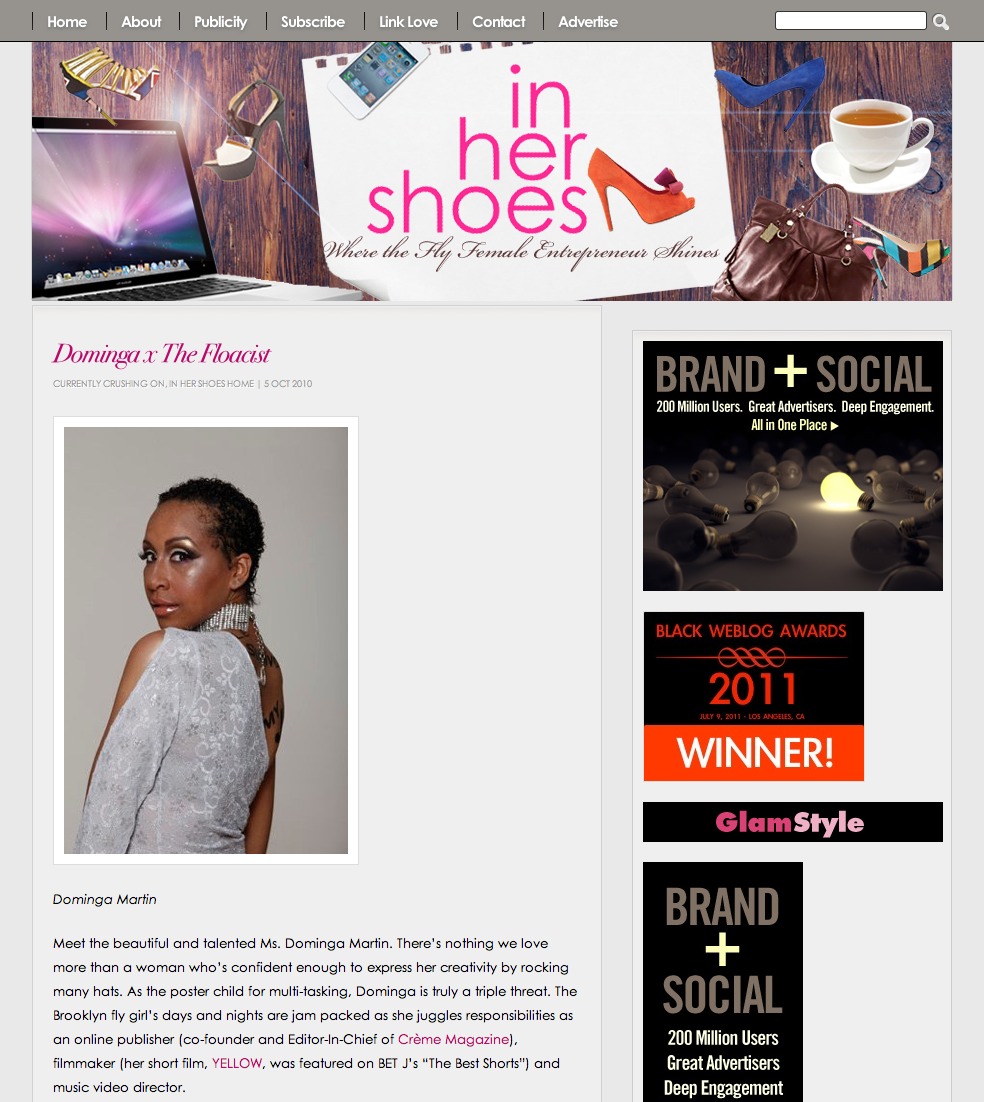 Home
About
Publicity
Subscribe
Link Love
Contact
Advertise
in
her
shoes
Where the Fly Female Entrepreneur Shines
Dominga x The Floacist
CURRENTLY CRUSHING ON, IN HER SHOES HOME | 5 OCT 2010
Dominga Martin
Meet the beautiful and talented Ms. Dominga Martin. There's nothing we love
more than a woman who's confident enough to express her creativity by rocking
many hats. As the poster child for multi-tasking, Dominga is truly a triple threat. The
Brooklyn fly girl's days and nights are jam packed as she juggles responsibilities as
an online publisher (co-founder and Editor-In-Chief of Crème Magazine),
filmmaker (her short film, YELLOW, was featured on BET J's “The Best Shorts”) and
music video director.
BRAND + SOCIAL
200 Million Users. Great Advertisers. Deep Engagement.
All in One Place
BLACK WEBLOG AWARDS
2011
JULY 9, 2011 - LOS ANGELES, CA
WINNER!
GlamStyle
BRAND
+
SOCIAL
200 Million Users
Great Advertisers
Deep Engagement